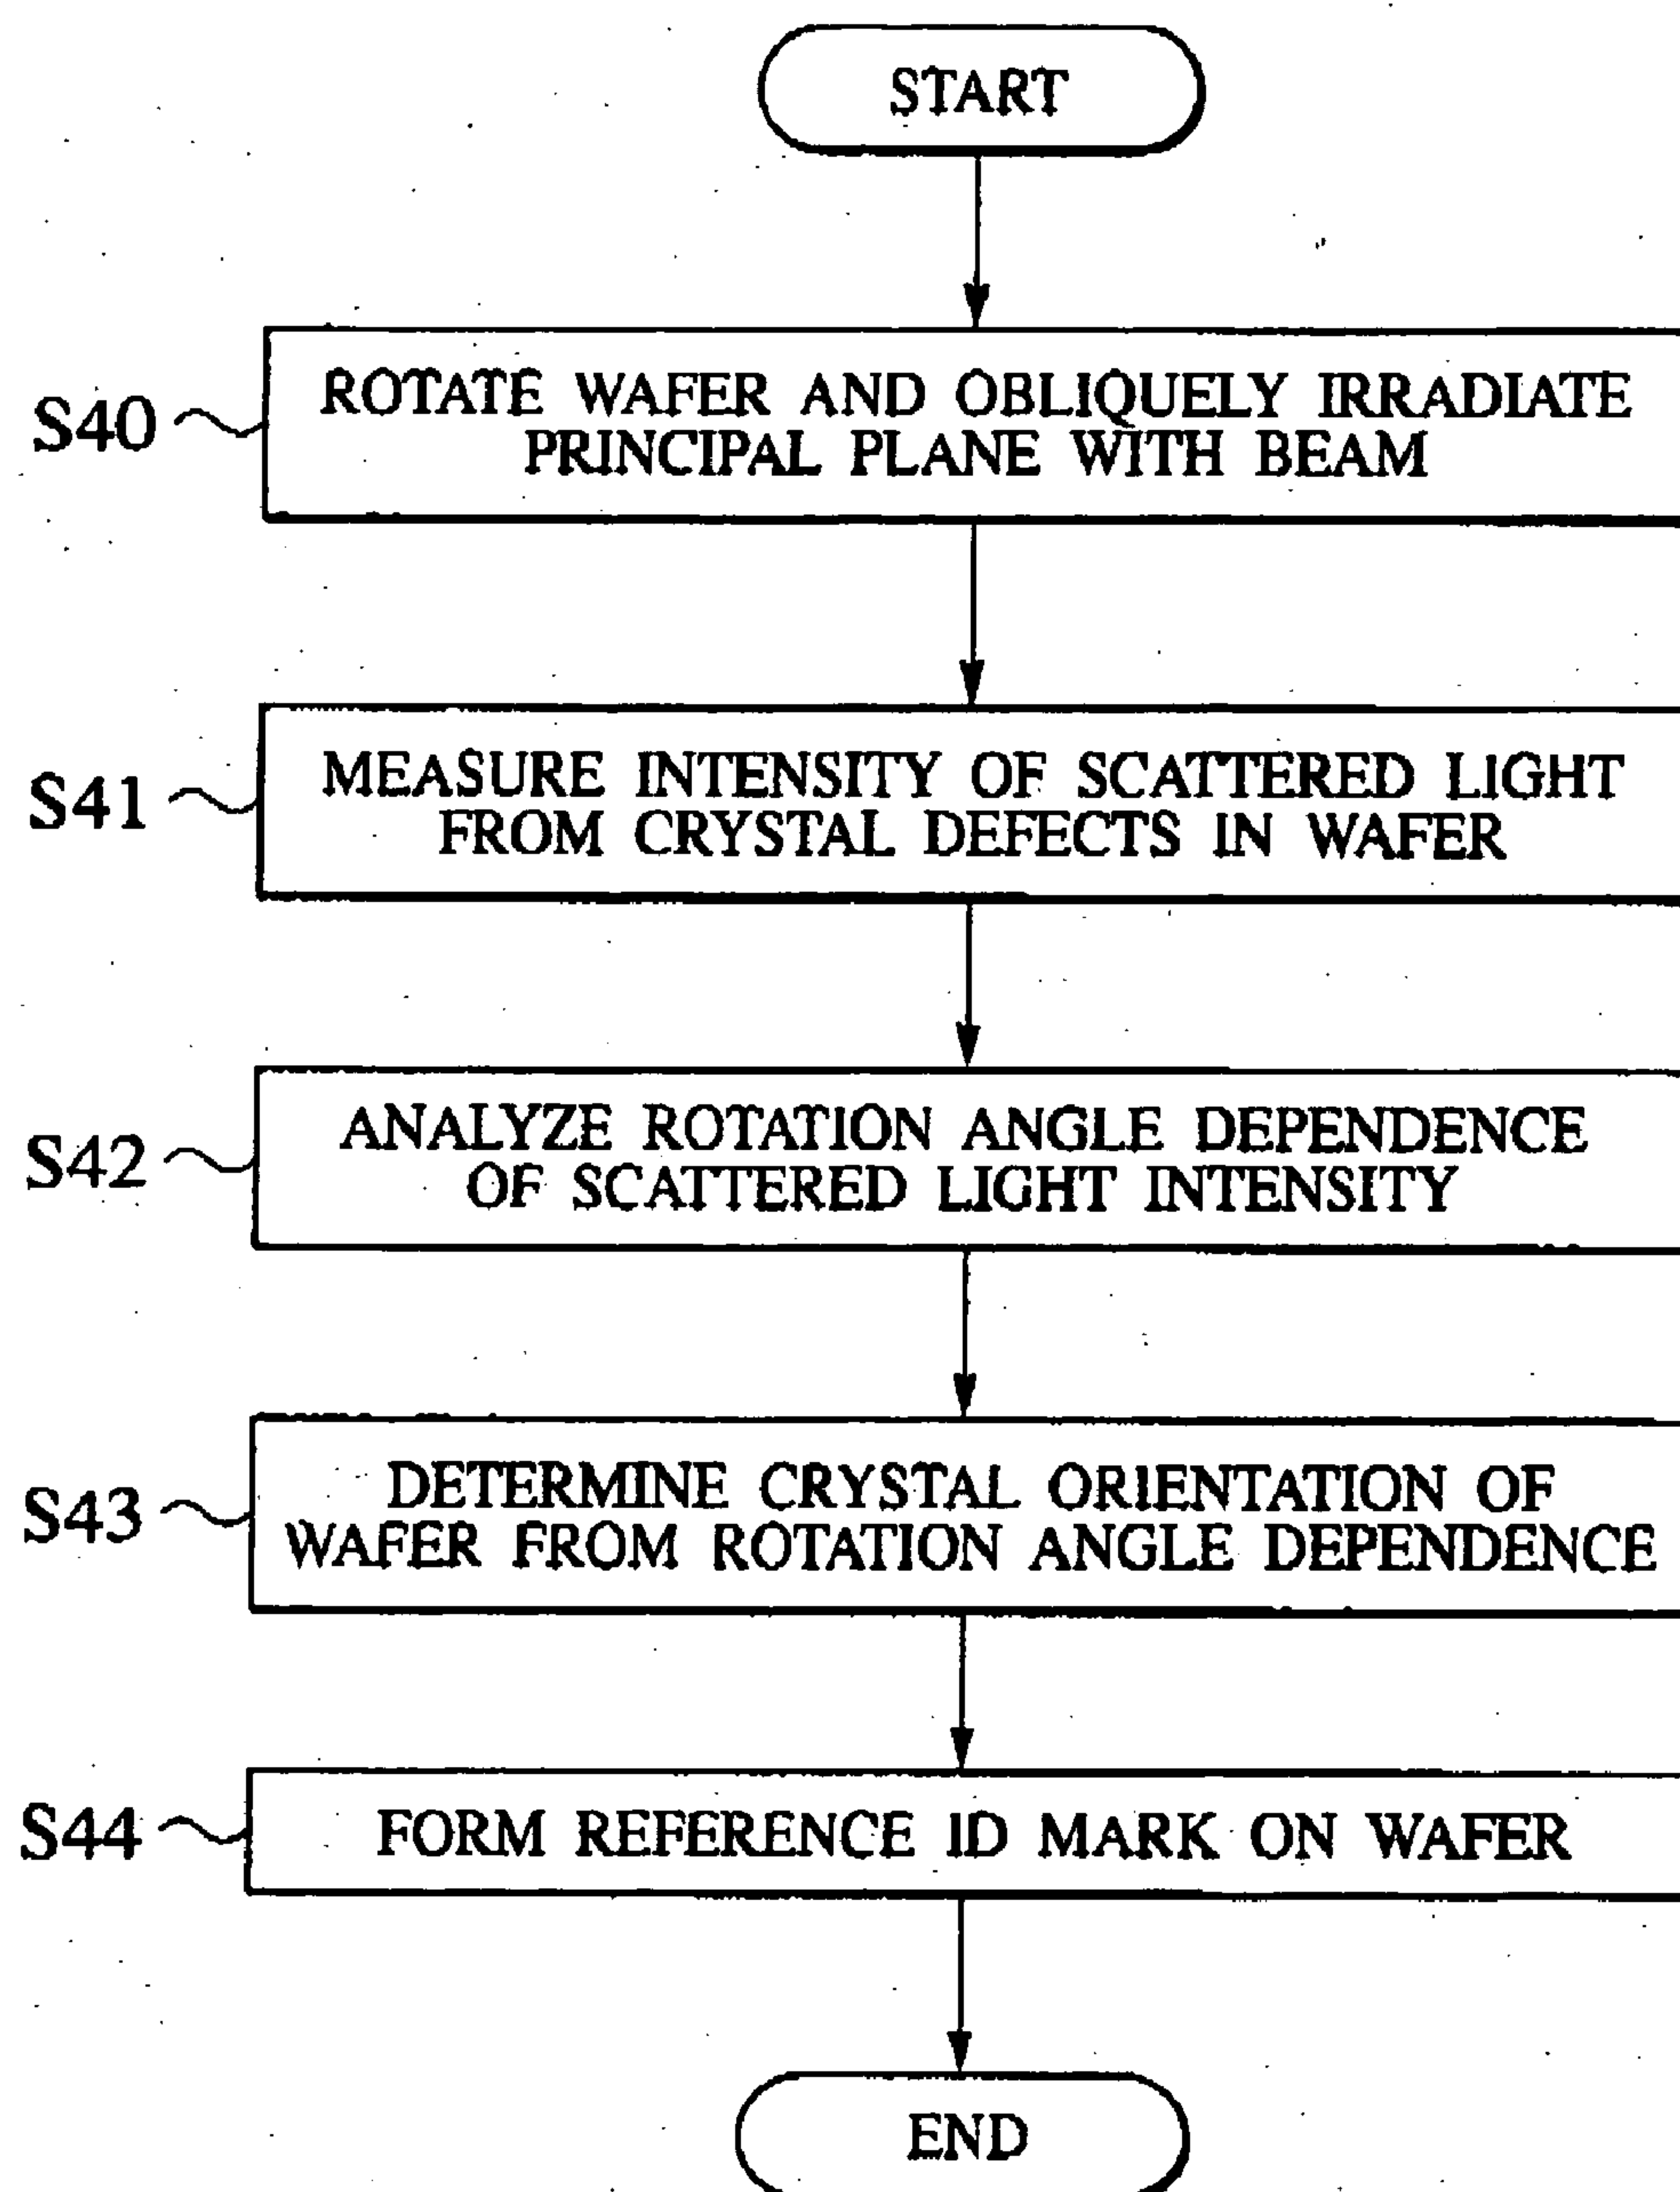 START
S40
ROTATE WAFER AND OBLIQUELY IRRADIATE
PRINCIPAL PLANE WITH BEAM
S41
MEASURE INTENSITY OF SCATTERED LIGHT
FROM CRYSTAL DEFECTS IN WAFER
S42
ANALYZE ROTATION ANGLE DEPENDENCE
OF SCATTERED LIGHT INTENSITY
S43
DETERMINE CRYSTAL ORIENTATION OF
WAFER FROM ROTATION ANGLE DEPENDENCE
S44
FORM REFERENCE ID MARK ON WAFER
END